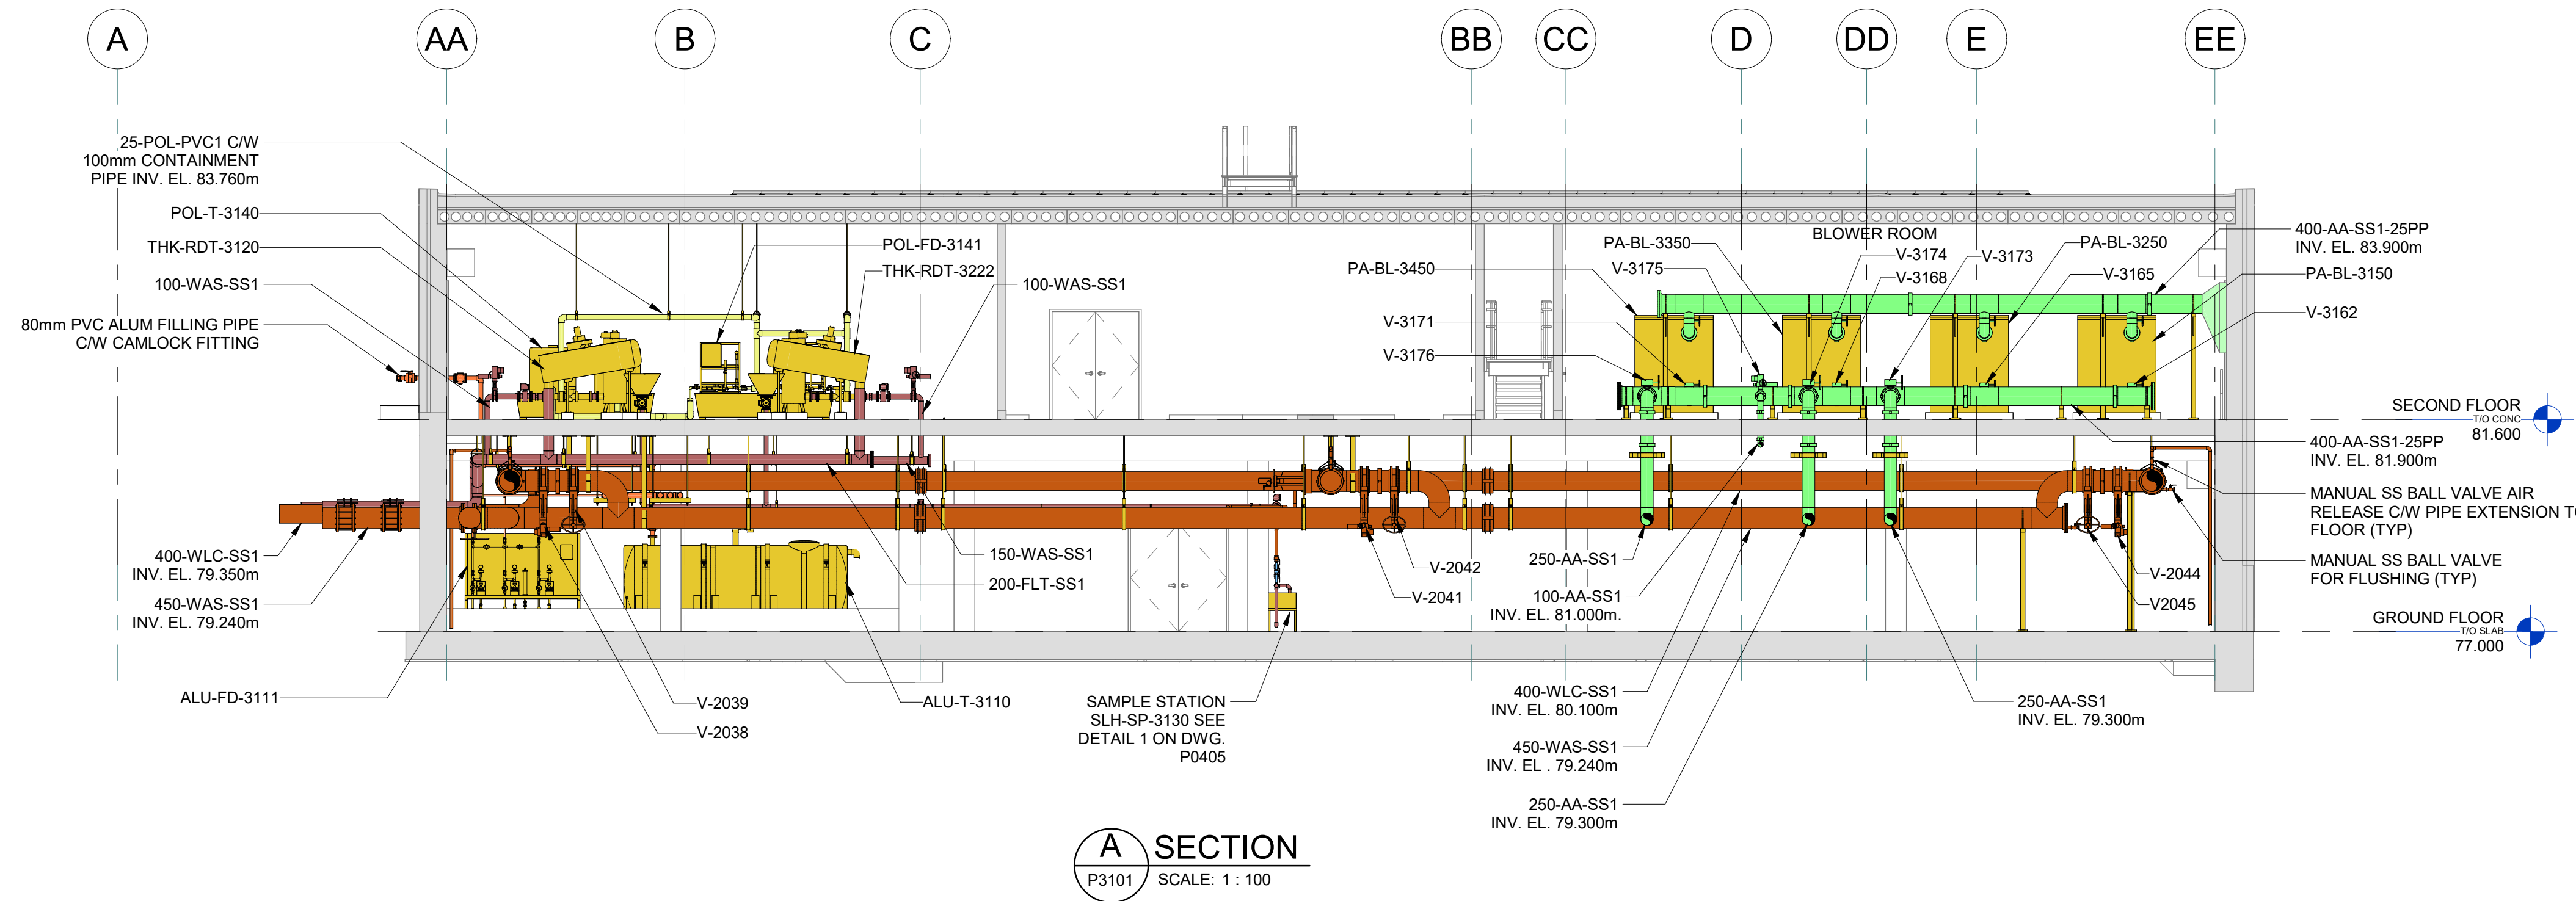 A
AA
B
C
BB
CC
D
DD
E
EE
25-POL-PVC1 C/W
100mm CONTAINMENT
PIPE INV. EL. 83.760m
POL-T-3140
THK-RDT-3120
100-WAS-SS1
80mm PVC ALUM FILLING PIPE
C/W CAMLOCK FITTING
POL-FD-3141
THK-RDT-3222
100-WAS-SS1
PA-BL-3450
PA-BL-3350
V-3175
V-3171
V-3176
BLOWER ROOM
V-3174
V-3168
V-3173
PA-BL-3250
V-3165
400-AA-SS1-25PP
INV. EL. 83.900m
PA-BL-3150
V-3162
SECOND FLOOR
T/O CONC
81.600
400-AA-SS1-25PP
INV. EL. 81.900m
MANUAL SS BALL VALVE AIR
RELEASE C/W PIPE EXTENSION TO
FLOOR (TYP)
MANUAL SS BALL VALVE
FOR FLUSHING (TYP)
GROUND FLOOR
T/O SLAB
77.000
400-WLC-SS1
INV. EL. 79.350m
450-WAS-SS1
INV. EL. 79.240m
ALU-FD-3111
V-2039
V-2038
ALU-T-3110
150-WAS-SS1
200-FLT-SS1
SAMPLE STATION
SLH-SP-3130 SEE
DETAIL 1 ON DWG.
P0405
V-2042
V-2041
250-AA-SS1
100-AA-SS1
INV. EL. 81.000m.
400-WLC-SS1
INV. EL. 80.100m
450-WAS-SS1
INV. EL . 79.240m
250-AA-SS1
INV. EL. 79.300m
250-AA-SS1
INV. EL. 79.300m
V-2044
V2045
A
P3101
SECTION
SCALE: 1 : 100